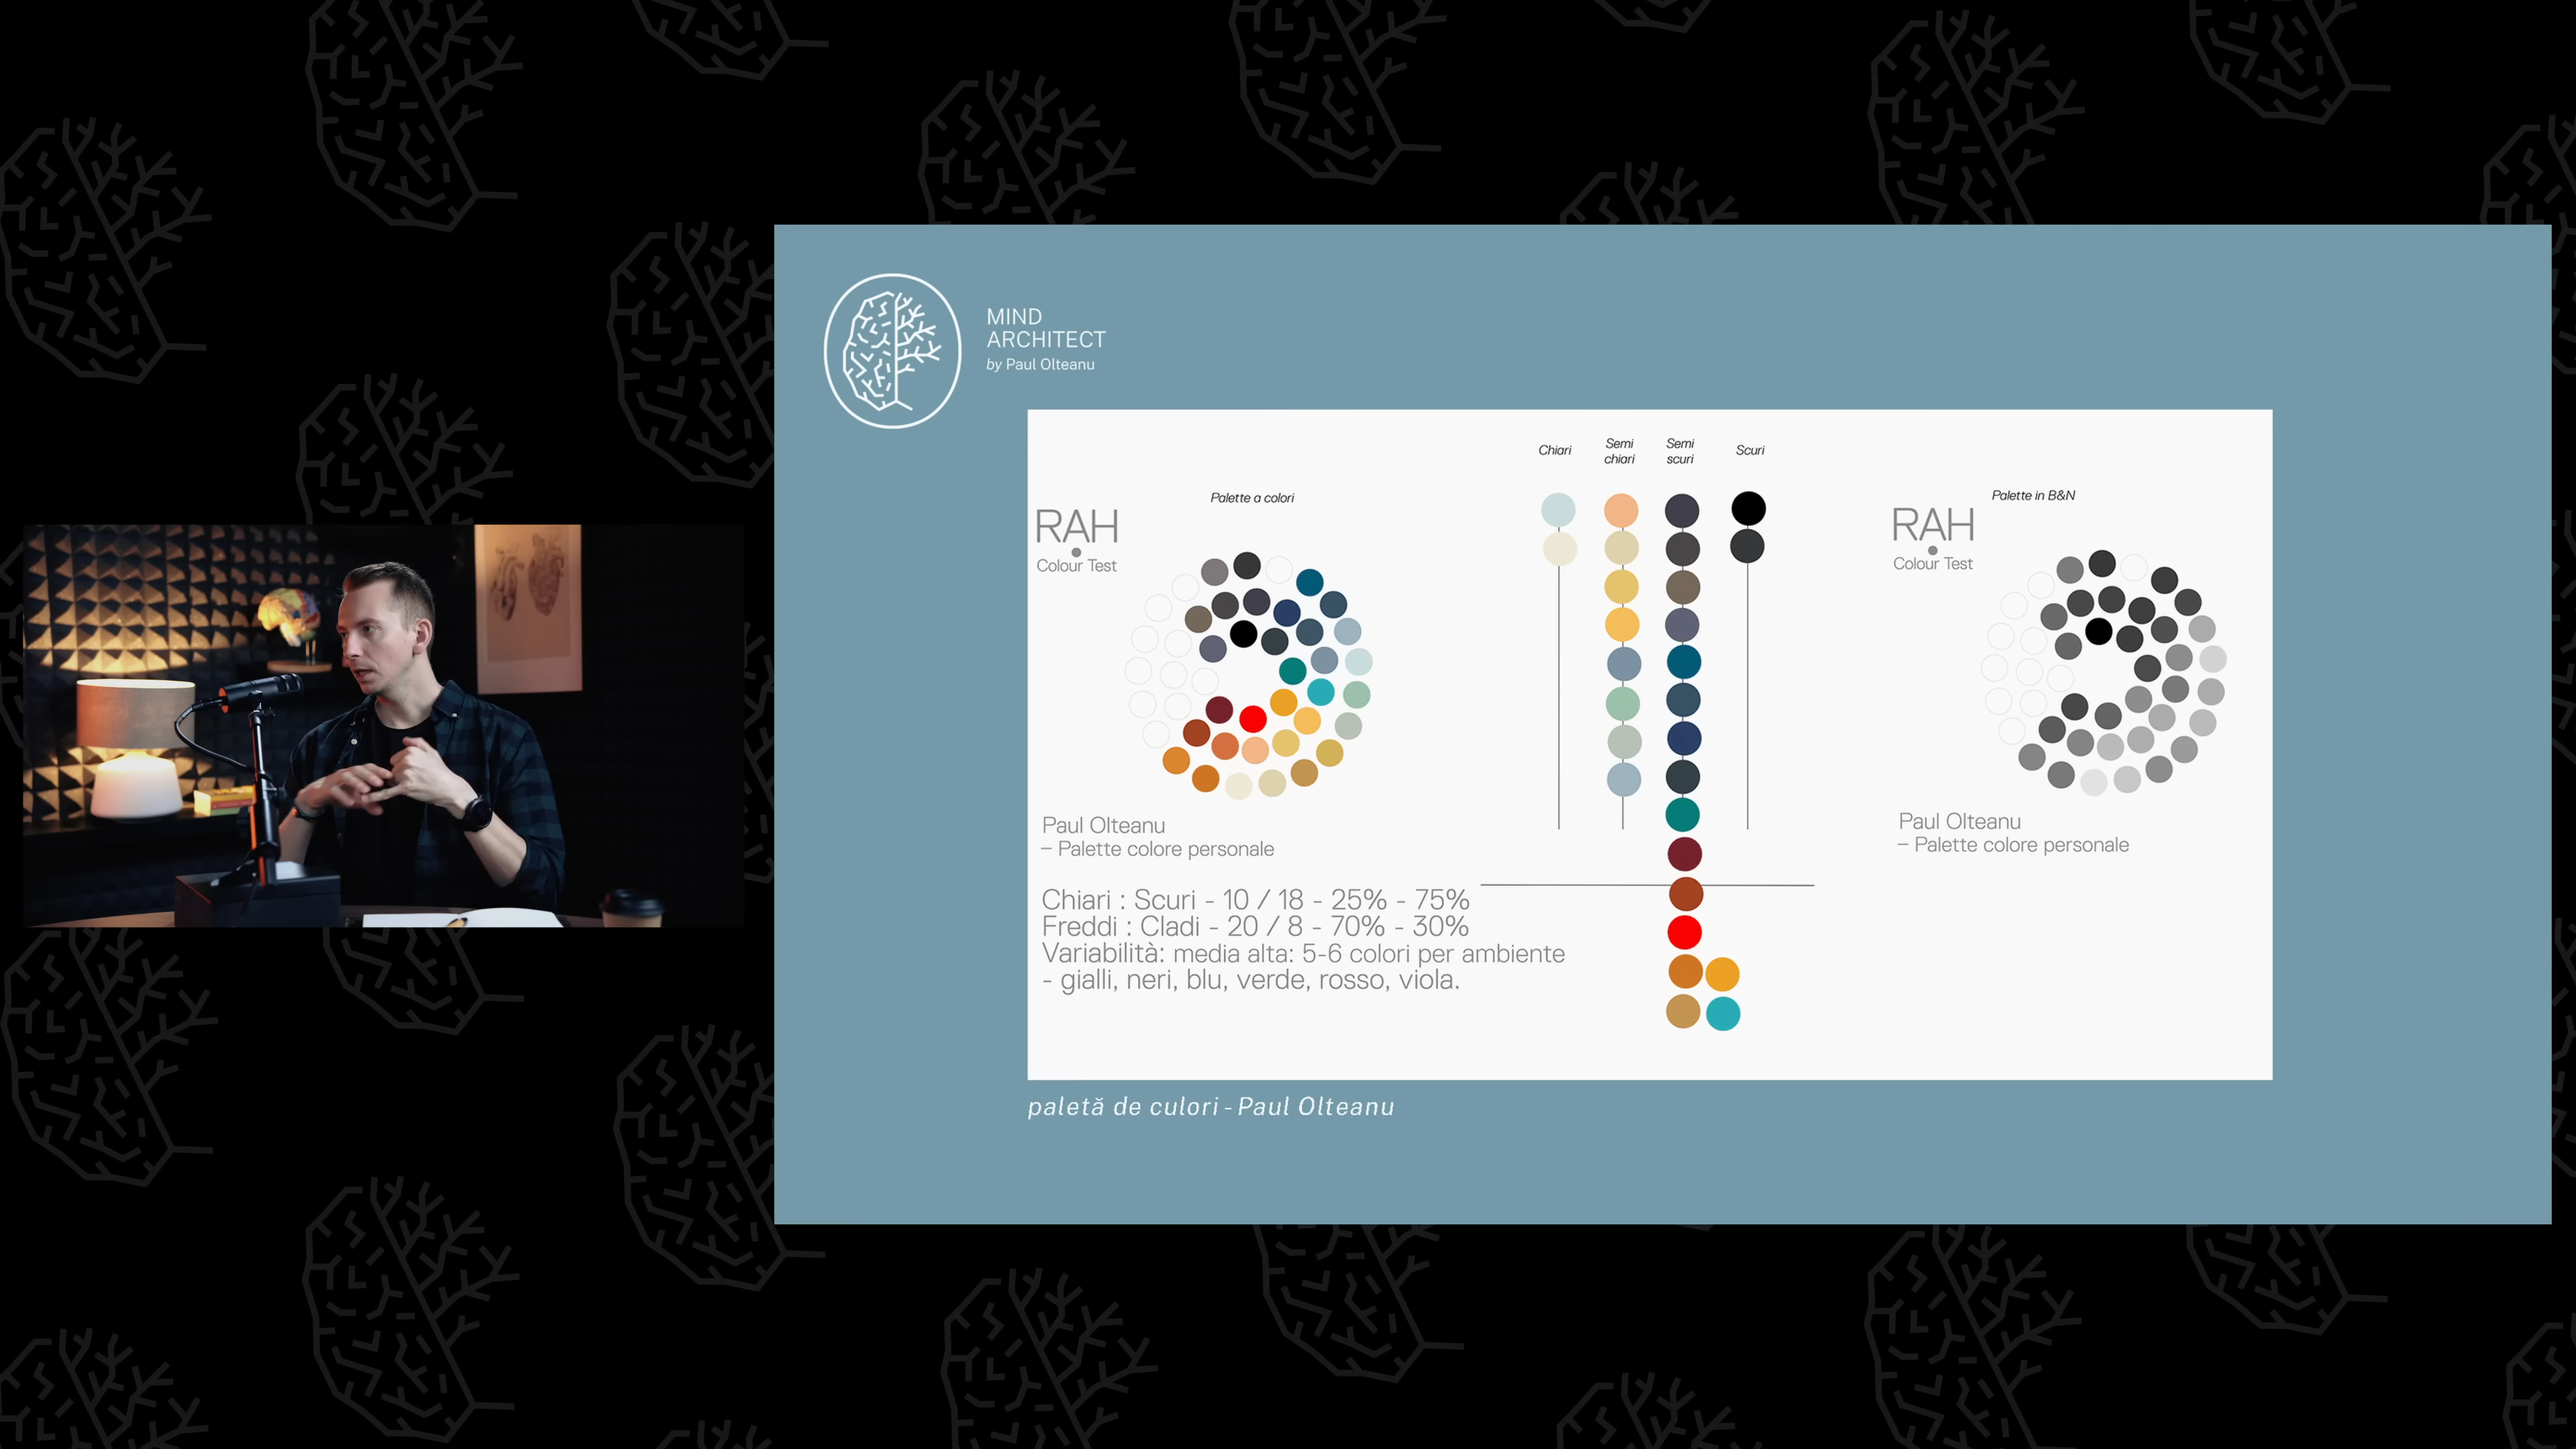 MIND
ARCHITECT
by Paul Olteanu
Palette a colori
RAH
Colour Test
Paul Olteanu
– Palette colore personale
Chiari
Semi
chiari
Semi
scuri
Scuri
Palette in B&N
RAH
Colour Test
Paul Olteanu
– Palette colore personale
Chiari : Scuri - 10 / 18 - 25% - 75%
Freddi : Cladi - 20 / 8 - 70% - 30%
Variabilità: media alta: 5-6 colori per ambiente
- gialli, neri, blu, verde, rosso, viola.
paletă de culori - Paul Olteanu